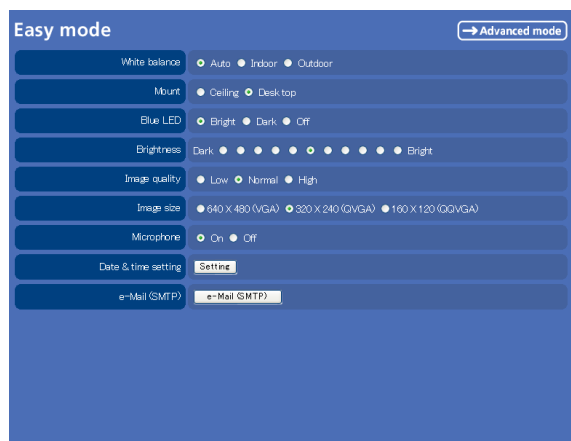 Easy mode
Advanced mode
White balance Auto Indoor Outdoor
Mount Ceiling Desk top
Blue LED Bright Dark Off
Brightness Dark Bright
Image quality Low Normal High
Image size 640 X 480 (VGA) 320 X 240 (QVGA) 160 X 120 (QQVGA)
Microphone On Off
Date & time setting Setting
e-Mail (SMTP) e-Mail (SMTP)